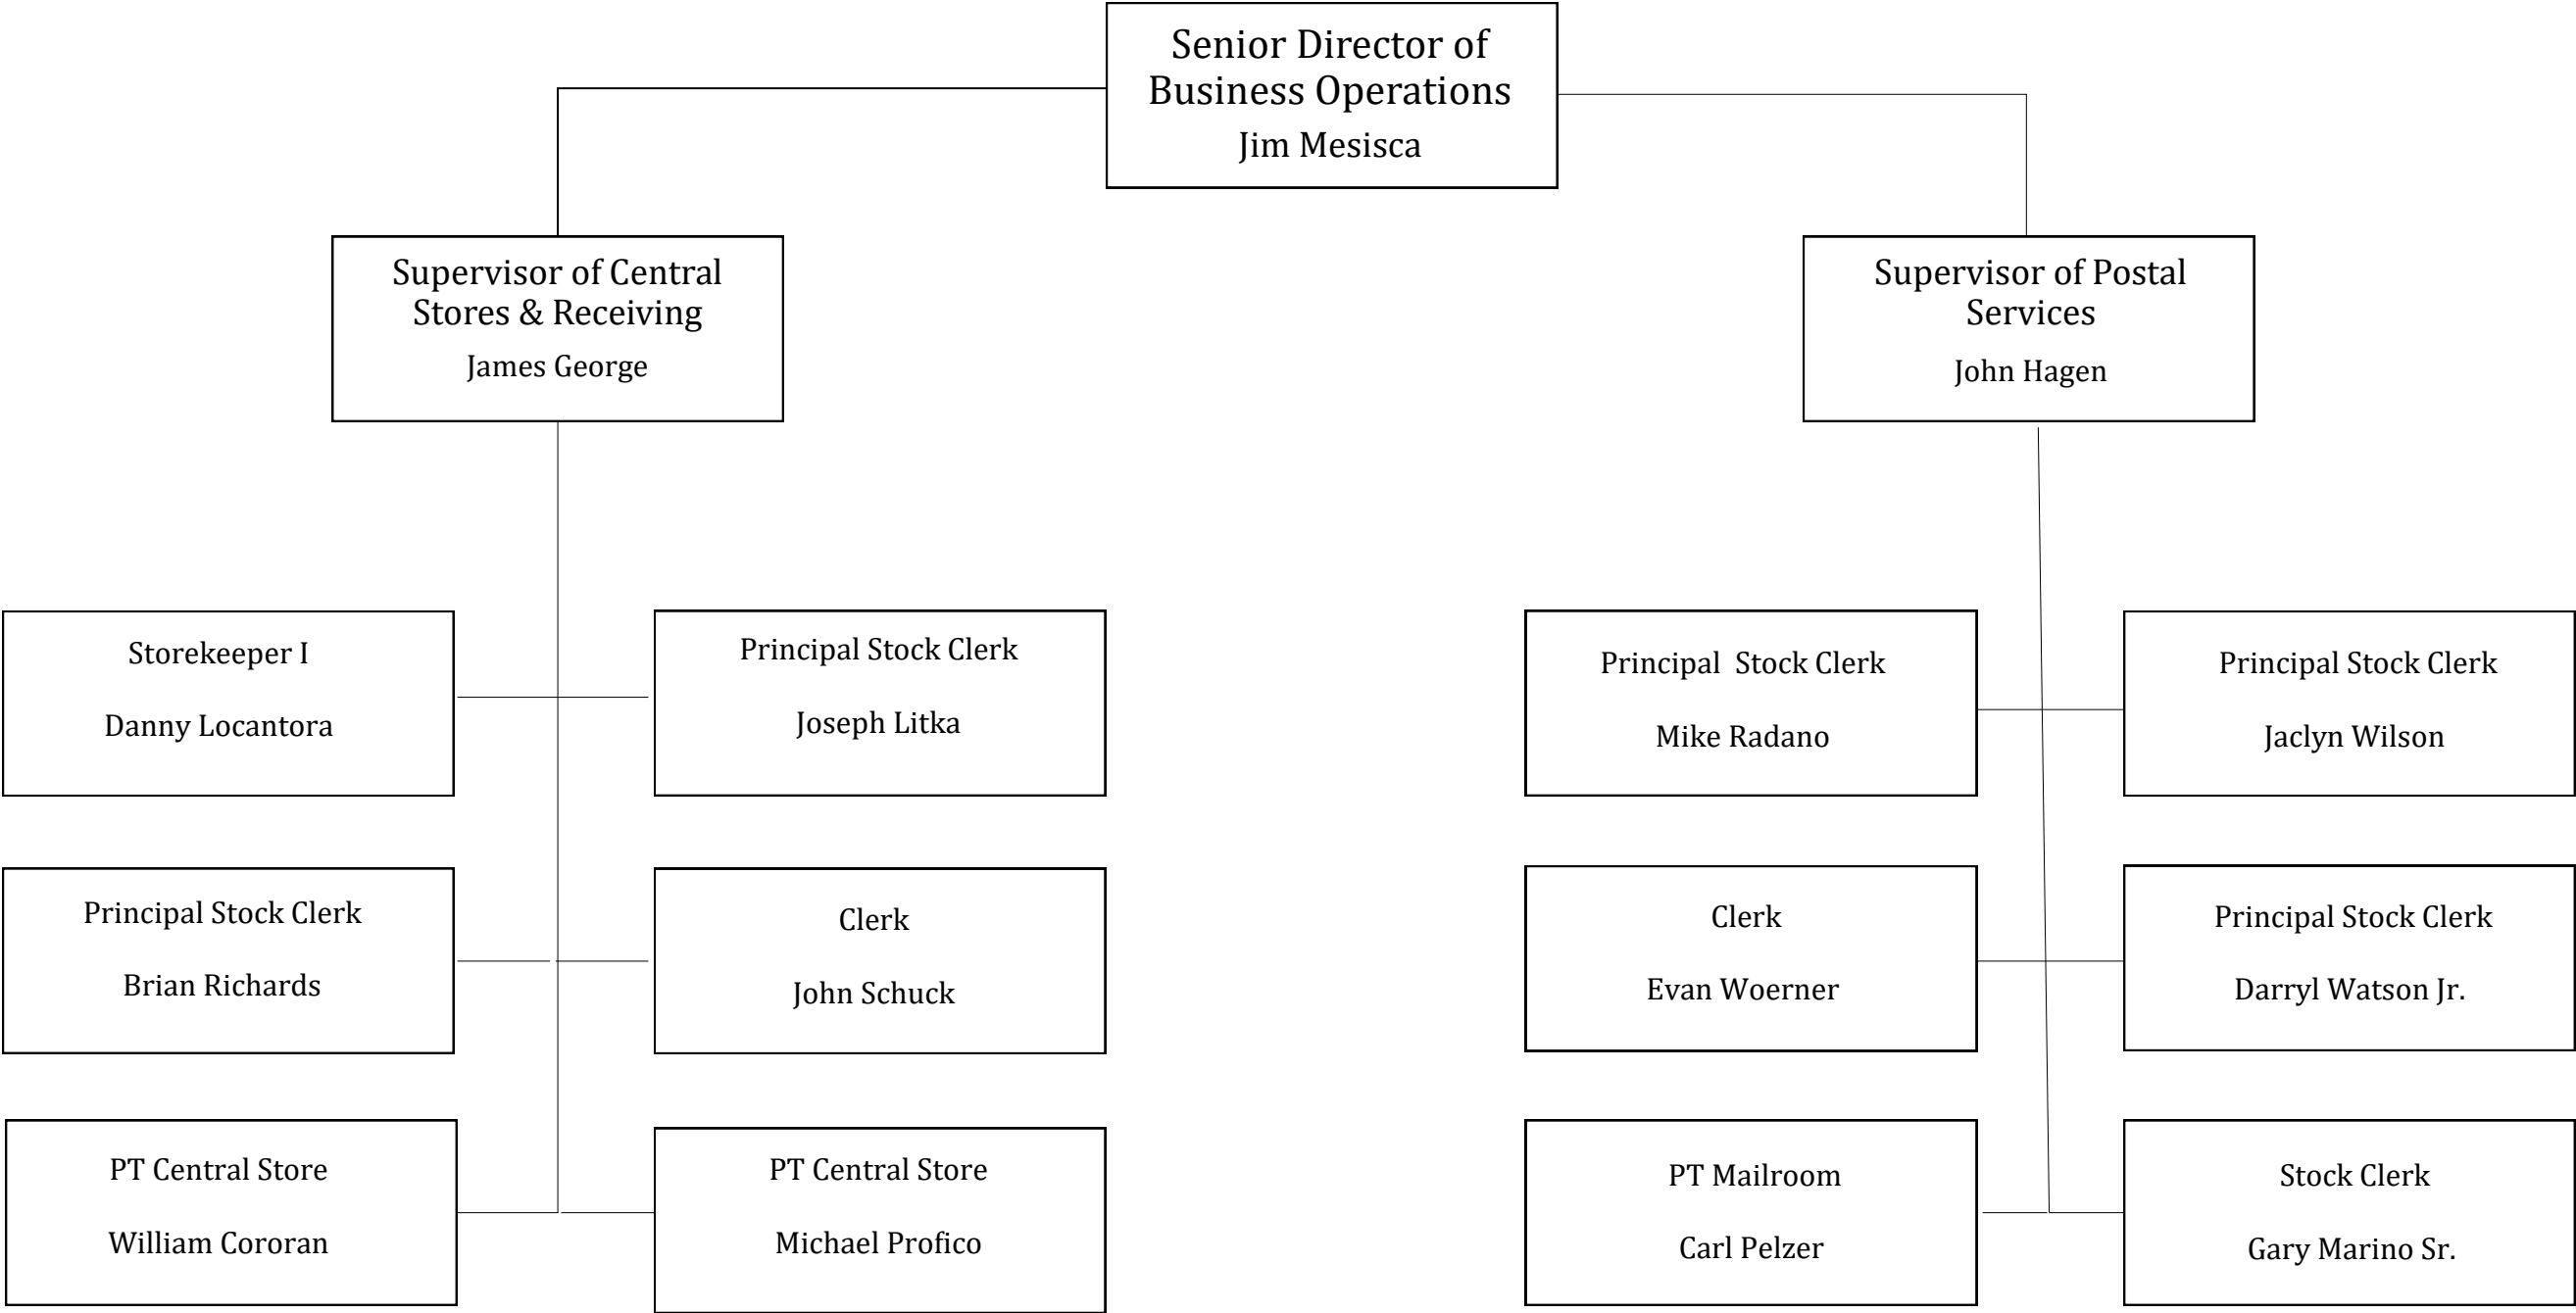 Senior Director of
Business Operations
Jim Mesisca
Supervisor of Central
Stores & Receiving
James George
Supervisor of Postal
Services
John Hagen
Storekeeper I
Danny Locantora
Principal Stock Clerk
Joseph Litka
Principal  Stock Clerk
Mike Radano
Principal Stock Clerk
Jaclyn Wilson
Principal Stock Clerk
Brian Richards
Clerk
John Schuck
Clerk
Evan Woerner
Principal Stock Clerk
Darryl Watson Jr.
PT Central Store
William Cororan
PT Central Store
Michael Profico
PT Mailroom
Carl Pelzer
Stock Clerk
Gary Marino Sr.